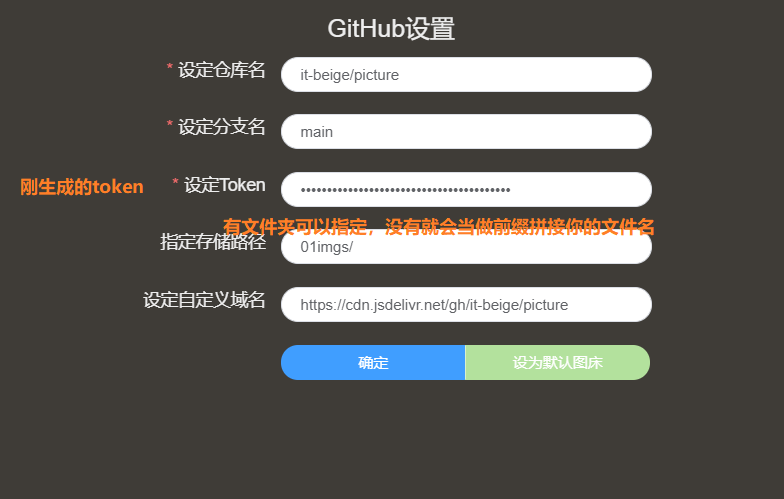 GitHub设置
* 设定仓库名 it-beige/picture
* 设定分支名 main
刚生成的token * 设定Token ••••••••••••••••••••••••••••••••••••••••
有文件夹可以指定，没有就会当做前缀拼接你的文件名
指定存储路径 01imgs/
设定自定义域名 https://cdn.jsdelivr.net/gh/it-beige/picture
确定 设为默认图床